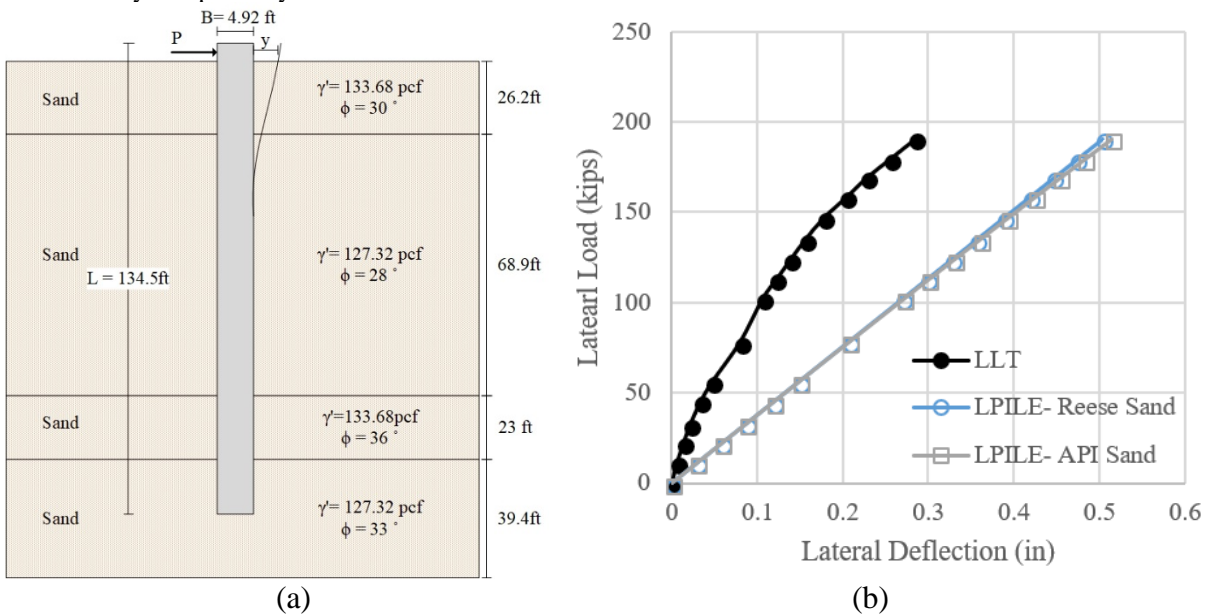 B= 4.92 ft
P
y
Sand
γ'= 133.68 pcf
ϕ = 30 °
26.2ft
Sand
L = 134.5ft
γ'= 127.32 pcf
ϕ = 28 °
68.9ft
Sand
γ'= 133.68pcf
ϕ = 36 °
23 ft
Sand
γ'= 127.32 pcf
ϕ = 33 °
39.4ft
(a)
Latearl Load (kips)
250
200
150
100
50
0
0 0.1 0.2 0.3 0.4 0.5 0.6
Lateral Deflection (in)
LLT
LPILE- Reese Sand
LPILE- API Sand
(b)